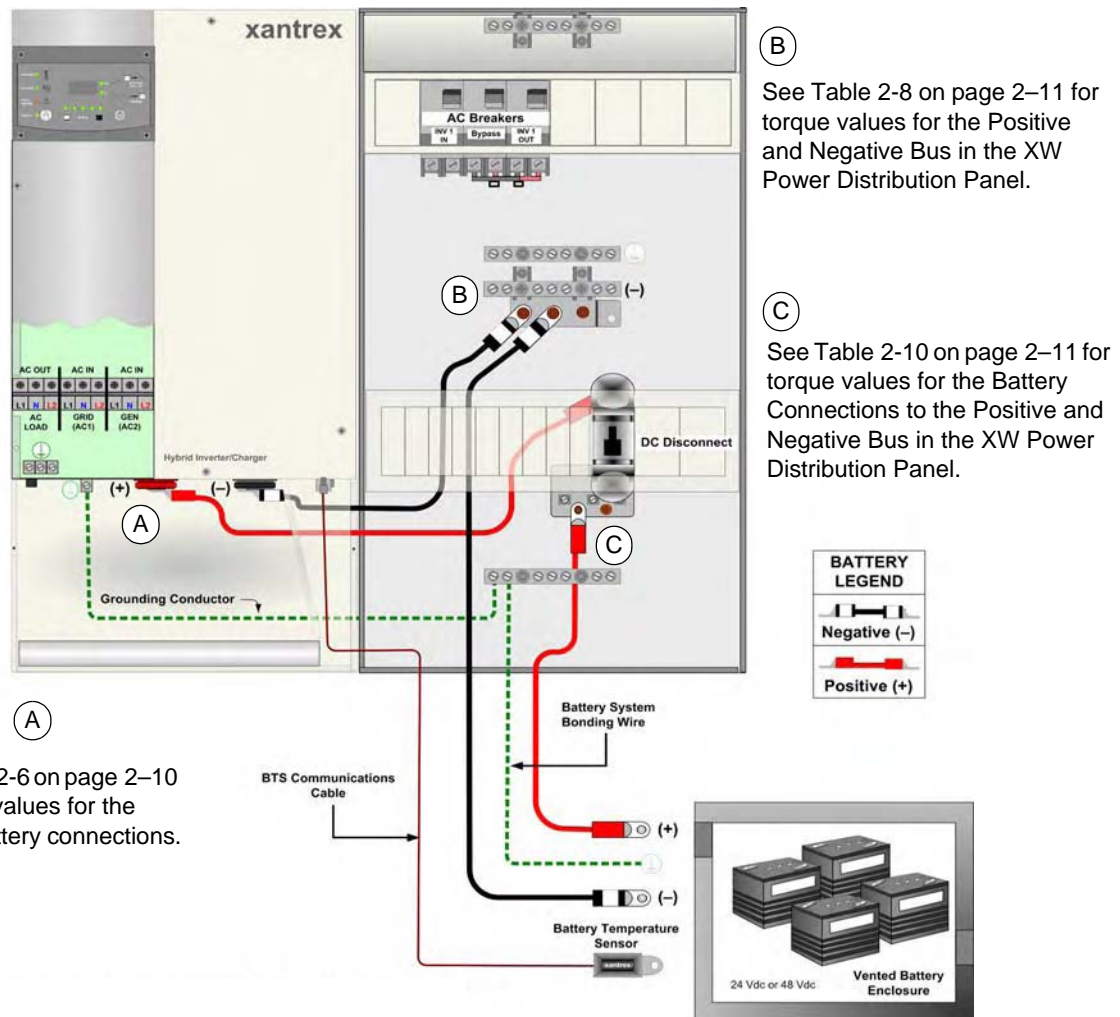 xantrex
AC Breakers
INV 1 IN
Bypass
INV 1 OUT
B
See Table 2-8 on page 2–11 for
torque values for the Positive
and Negative Bus in the XW
Power Distribution Panel.
B
(–)
C
See Table 2-10 on page 2–11 for
torque values for the Battery
Connections to the Positive and
Negative Bus in the XW Power
Distribution Panel.
AC OUT
AC IN
AC IN
L1 N L2 L1 N L2 L1 N L2
AC LOAD
GRID (AC1)
GEN (AC2)
Hybrid Inverter/Charger
DC Disconnect
(+)
(–)
A
C
Grounding Conductor
BATTERY
LEGEND
Negative (–)
Positive (+)
A
2-6 on page 2–10
values for the
ttery connections.
Battery System
Bonding Wire
BTS Communications
Cable
(+)
(–)
Battery Temperature
Sensor
xantrex
24 Vdc or 48 Vdc
Vented Battery
Enclosure